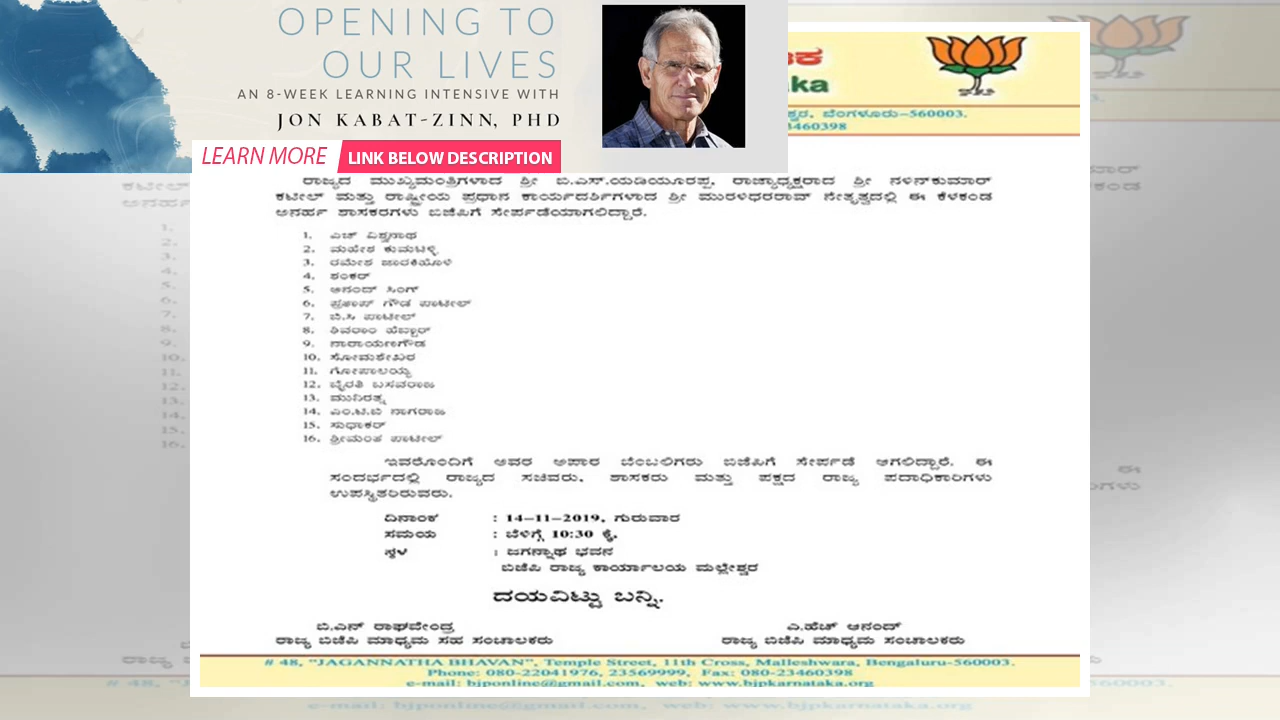 OPENING TO
OUR LIVES
AN 8-WEEK LEARNING INTENSIVE WITH
JON KABAT-ZINN, PHD
LEARN MORE LINK BELOW DESCRIPTION
ಕ
aka
ಶ್ವರ, ಬೆಂಗಳೂರು–560003.
3460398
ರಾಜ್ಯದ ಮುಖ್ಯಮಂತ್ರಿಗಳಾದ ಶ್ರೀ ಬಿ.ಎಸ್.ಯಡಿಯೂರಪ್ಪ, ರಾಜ್ಯಾಧ್ಯಕ್ಷರಾದ ಶ್ರೀ ನಳಿನ್‌ಕುಮಾರ್
ಕಟೀಲ್ ಮತ್ತು ರಾಷ್ಟ್ರೀಯ ಪ್ರಧಾನ ಕಾರ್ಯದರ್ಶಿಗಳಾದ ಶ್ರೀ ಮುರಳಿಧರರಾವ್ ನೇತೃತ್ವದಲ್ಲಿ ಈ ಕೆಳಕಂಡ
ಅನರ್ಹ ಶಾಸಕರಗಳು ಬಿಜೆಪಿಗೆ ಸೇರ್ಪಡೆಯಾಗಲಿದ್ದಾರೆ.
1. ಎಚ್ ವಿಶ್ವನಾಥ
2. ಮಹೇಶ ಕುಮಟಳ್ಳಿ
3. ರಮೇಶ ಜಾರಕಿಹೊಳಿ
4. ಶಂಕರ್
5. ಆನಂದ್ ಸಿಂಗ್
6. ಪ್ರತಾಪ್ ಗೌಡ ಪಾಟೀಲ್
7. ಬಿ.ಸಿ ಪಾಟೀಲ್
8. ಶಿವರಾಂ ಹೆಬ್ಬಾರ್
9. ನಾರಾಯಣಗೌಡ
10. ಸೋಮಶೇಖರ
11. ಗೋಪಾಲಯ್ಯ
12. ಬೈರತಿ ಬಸವರಾಜ
13. ಮುನಿರತ್ನ
14. ಎಂ.ಟಿ.ಬಿ ನಾಗರಾಜ
15. ಸುಧಾಕರ್
16. ಶ್ರೀಮಂತ ಪಾಟೀಲ್
ಇವರೊಂದಿಗೆ ಅವರ ಅಪಾರ ಬೆಂಬಲಿಗರು ಬಿಜೆಪಿಗೆ ಸೇರ್ಪಡೆ ಆಗಲಿದ್ದಾರೆ. ಈ
ಸಂದರ್ಭದಲ್ಲಿ ರಾಜ್ಯದ ಸಚಿವರು, ಶಾಸಕರು ಮತ್ತು ಪಕ್ಷದ ರಾಜ್ಯ ಪದಾಧಿಕಾರಿಗಳು
ಉಪಸ್ಥಿತರಿರುವರು.
ದಿನಾಂಕ : 14–11–2019, ಗುರುವಾರ
ಸಮಯ : ಬೆಳಿಗ್ಗೆ 10:30 ಕ್ಕೆ.
ಸ್ಥಳ : ಜಗನ್ನಾಥ ಭವನ
ಬಿಜೆಪಿ ರಾಜ್ಯ ಕಾರ್ಯಾಲಯ ಮಲ್ಲೇಶ್ವರ
ದಯವಿಟ್ಟು ಬನ್ನಿ.
ಬಿ.ಎನ್ ರಾಘವೇಂದ್ರ ಎ.ಹೆಚ್ ಆನಂದ್
ರಾಜ್ಯ ಬಿಜೆಪಿ ಮಾಧ್ಯಮ ಸಹ ಸಂಚಾಲಕರು ರಾಜ್ಯ ಬಿಜೆಪಿ ಮಾಧ್ಯಮ ಸಂಚಾಲಕರು
# 48, "JAGANNATHA BHAVAN", Temple Street, 11th Cross, Malleshwara, Bengaluru-560003.
Phone: 080-22041976, 23569999, Fax: 080-23460398
e-mail: bjponline@gmail.com, web: www.bjpkarnataka.org